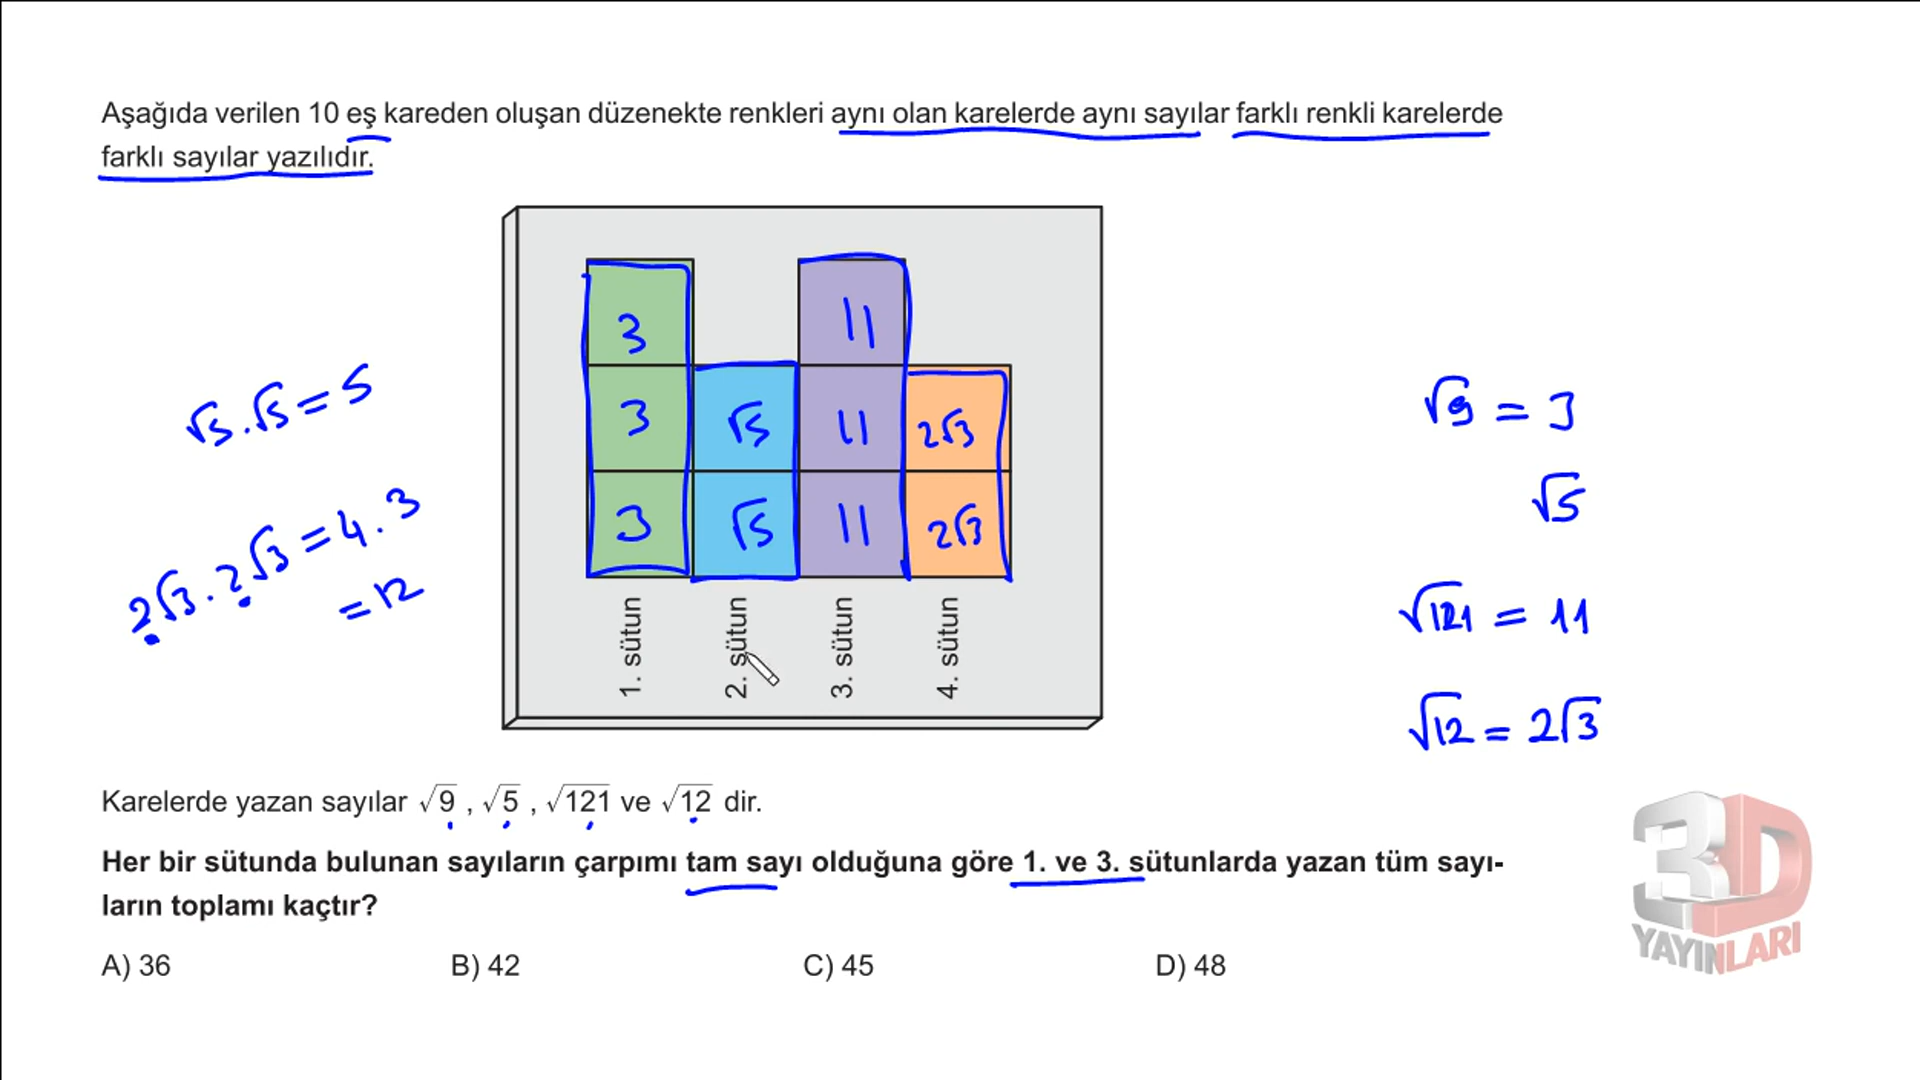 Aşağıda verilen 10 eş kareden oluşan düzenekte renkleri aynı olan karelerde aynı sayılar farklı renkli karelerde
farklı sayılar yazılıdır.
3
11
3
√5
11
2√3
3
√5
11
2√3
1. sütun
2. sütun
3. sütun
4. sütun
√5.√5=5
2√3.2√3=4.3
=12
√9 = 3
√5
√121 = 11
√12 = 2√3
Karelerde yazan sayılar √9 , √5 , √121 ve √12 dir.
Her bir sütunda bulunan sayıların çarpımı tam sayı olduğuna göre 1. ve 3. sütunlarda yazan tüm sayı-
ların toplamı kaçtır?
A) 36
B) 42
C) 45
D) 48
3D
YAYINLARI